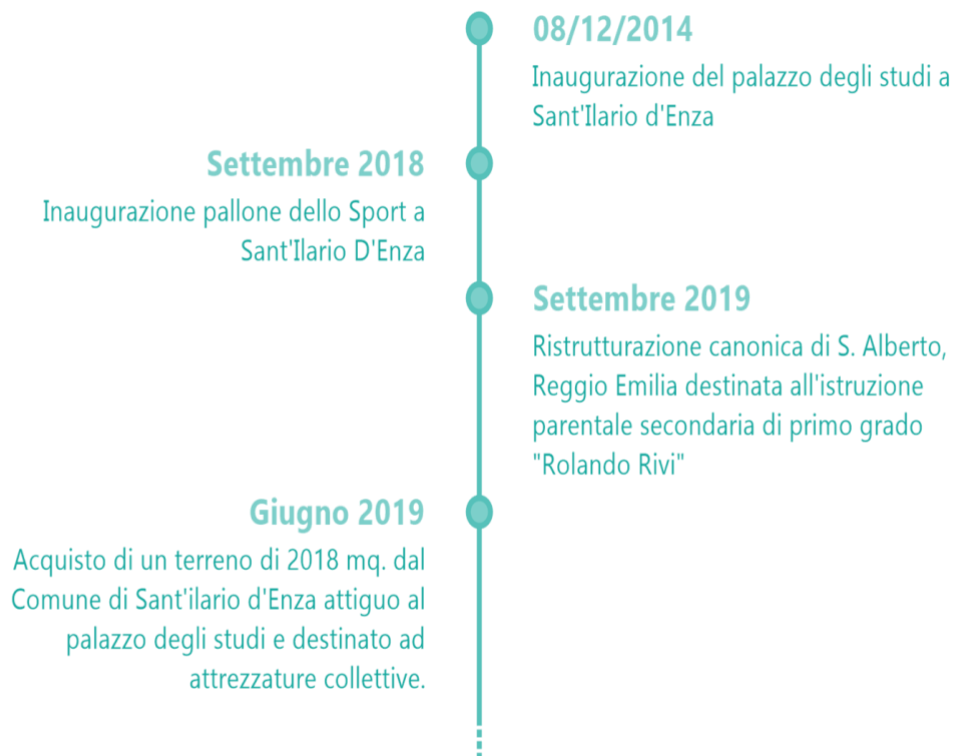 08/12/2014
Inaugurazione del palazzo degli studi a
Sant'Ilario d'Enza
Settembre 2018
Inaugurazione pallone dello Sport a
Sant'Ilario D'Enza
Settembre 2019
Ristrutturazione canonica di S. Alberto,
Reggio Emilia destinata all'istruzione
parentale secondaria di primo grado
"Rolando Rivi"
Giugno 2019
Acquisto di un terreno di 2018 mq. dal
Comune di Sant'ilario d'Enza attiguo al
palazzo degli studi e destinato ad
attrezzature collettive.